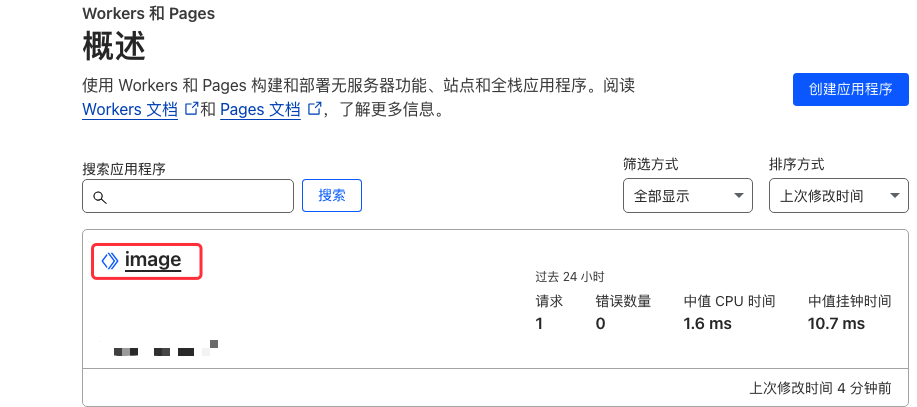 Workers 和 Pages
概述
使用 Workers 和 Pages 构建和部署无服务器功能、站点和全栈应用程序。阅读
Workers 文档 和 Pages 文档 ，了解更多信息。
创建应用程序
搜索应用程序
搜索
筛选方式
全部显示
排序方式
上次修改时间
image
过去 24 小时
请求 错误数量 中值 CPU 时间 中值挂钟时间
1 0 1.6 ms 10.7 ms
上次修改时间 4 分钟前